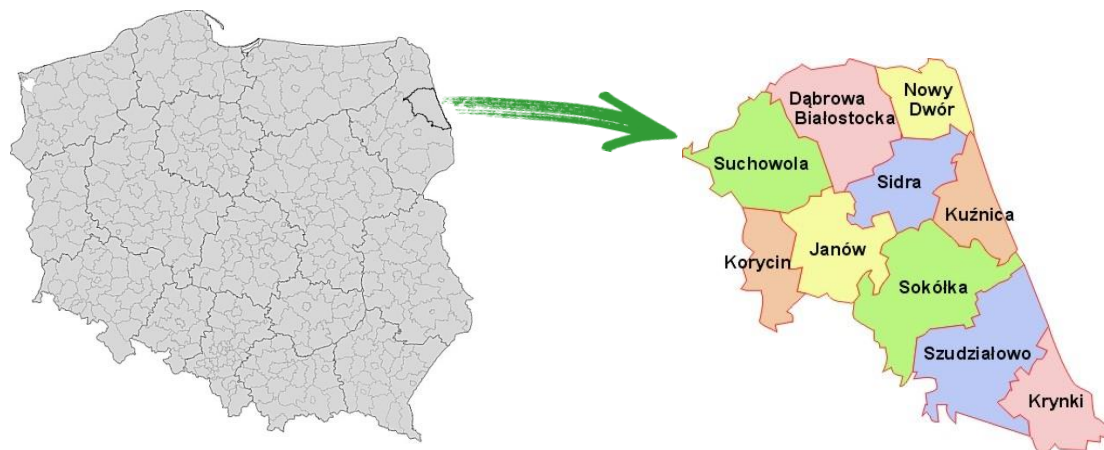 Nowy
Dwór
Dąbrowa
Białostocka
Suchowola
Sidra
Kuźnica
Janów
Korycin
Sokółka
Szudziałowo
Krynki